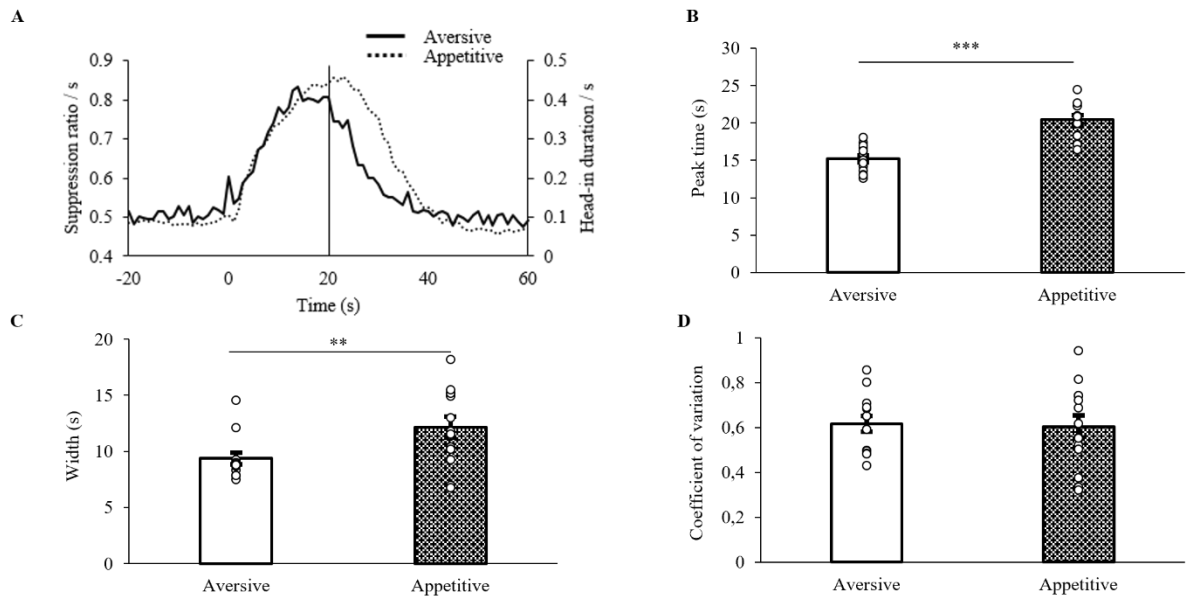 A
Aversive
Appetitive
0.9
0.8
0.7
0.6
0.5
0.4
Suppression ratio / s
0.5
0.4
0.3
0.2
0.1
0
Head-in duration / s
-20
0
20
40
60
Time (s)
B
***
30
25
20
15
10
5
0
Peak time (s)
Aversive
Appetitive
C
**
20
15
10
5
0
Width (s)
Aversive
Appetitive
D
1
0,8
0,6
0,4
0,2
0
Coefficient of variation
Aversive
Appetitive